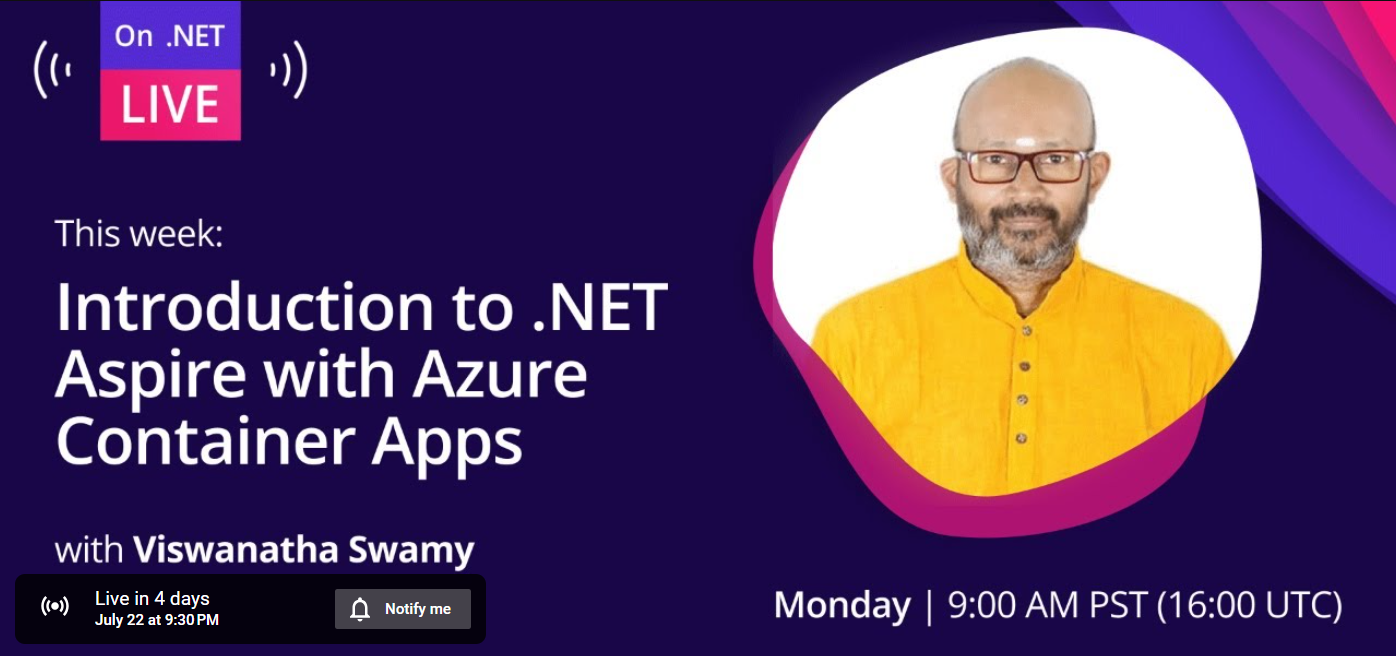 On .NET
LIVE
This week:
Introduction to .NET
Aspire with Azure
Container Apps
with Viswanatha Swamy
Live in 4 days
July 22 at 9:30 PM
Notify me
Monday | 9:00 AM PST (16:00 UTC)